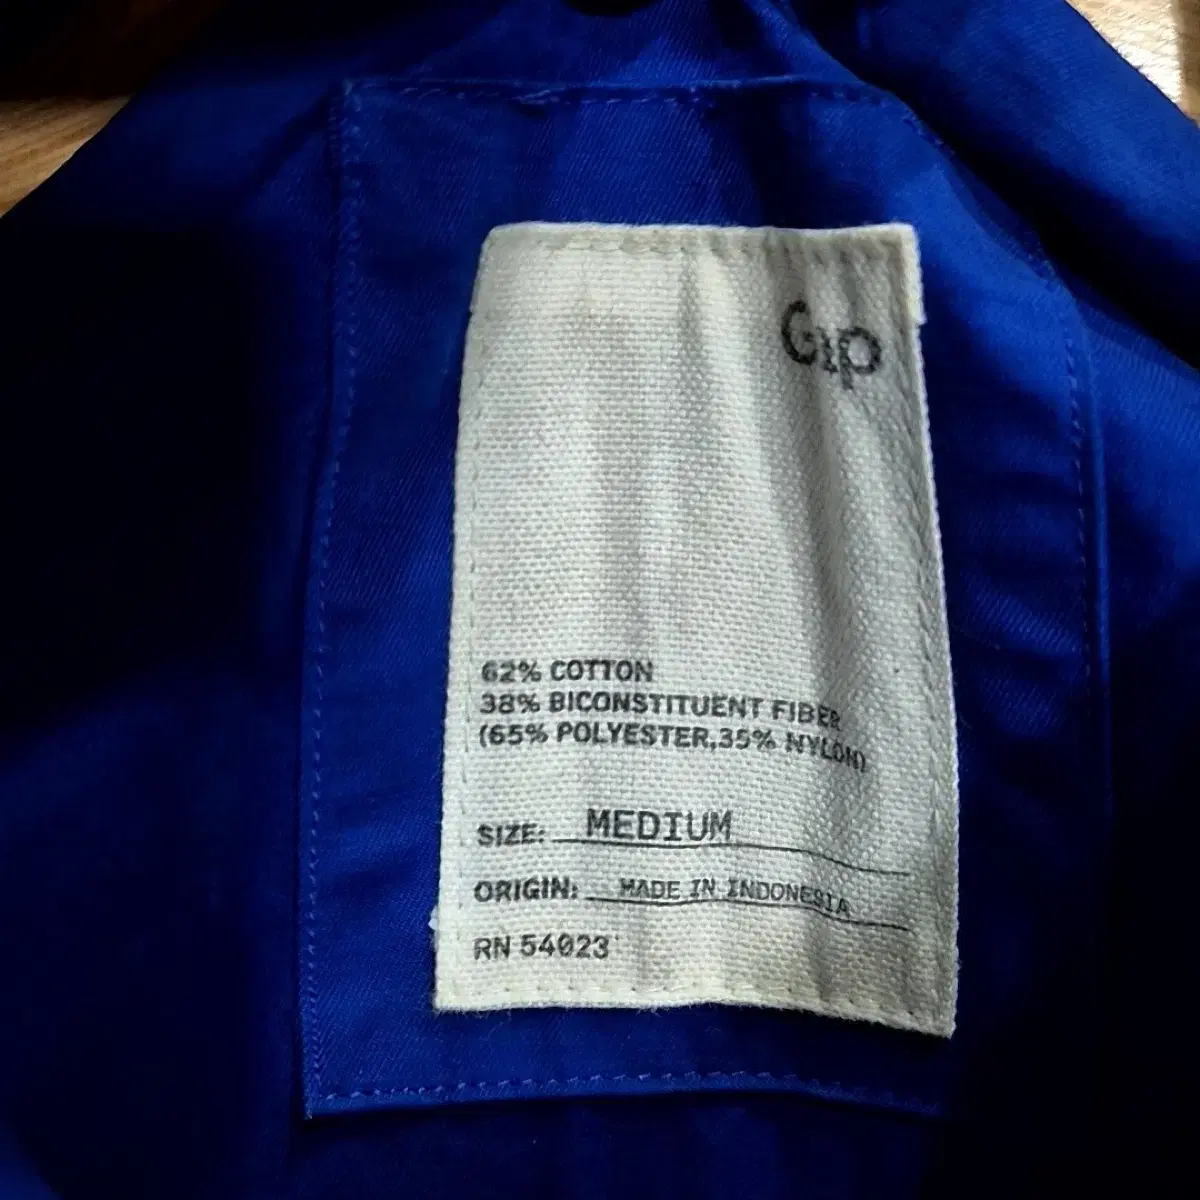 Gap
62% COTTON
38% BICONSTITUENT FIBER
(65% POLYESTER,35% NYLON)
SIZE: MEDIUM
ORIGIN: MADE IN INDONESIA
RN 54023